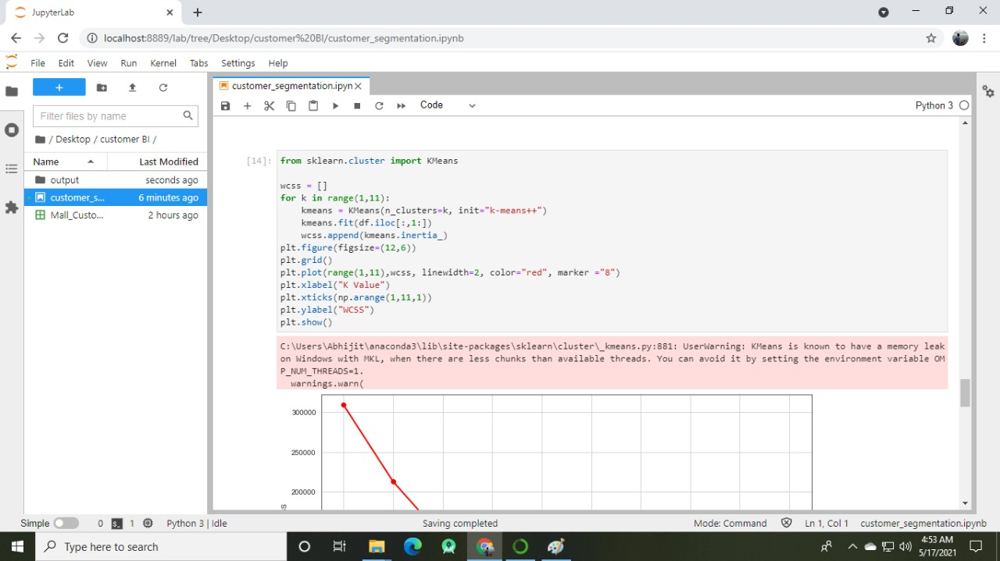 JupyterLab
localhost:8889/lab/tree/Desktop/customer%20BI/customer_segmentation.ipynb
File Edit View Run Kernel Tabs Settings Help
Filter files by name
/ Desktop / customer BI /
Name Last Modified
output seconds ago
customer_s... 6 minutes ago
Mall_Custo... 2 hours ago
customer_segmentation.ipyn
Code Python 3
[14]: from sklearn.cluster import KMeans
wcss = []
for k in range(1,11):
    kmeans = KMeans(n_clusters=k, init="k-means++")
    kmeans.fit(df.iloc[:,1:])
    wcss.append(kmeans.inertia_)
plt.figure(figsize=(12,6))
plt.grid()
plt.plot(range(1,11),wcss, linewidth=2, color="red", marker ="8")
plt.xlabel("K Value")
plt.xticks(np.arange(1,11,1))
plt.ylabel("WCSS")
plt.show()
C:\Users\Abhijit\anaconda3\lib\site-packages\sklearn\cluster\_kmeans.py:881: UserWarning: KMeans is known to have a memory leak
on Windows with MKL, when there are less chunks than available threads. You can avoid it by setting the environment variable OM
P_NUM_THREADS=1.
  warnings.warn(
300000
250000
200000
Simple 0 1 Python 3 | Idle Saving completed Mode: Command Ln 1, Col 1 customer_segmentation.ipynb
Type here to search
4:53 AM
5/17/2021